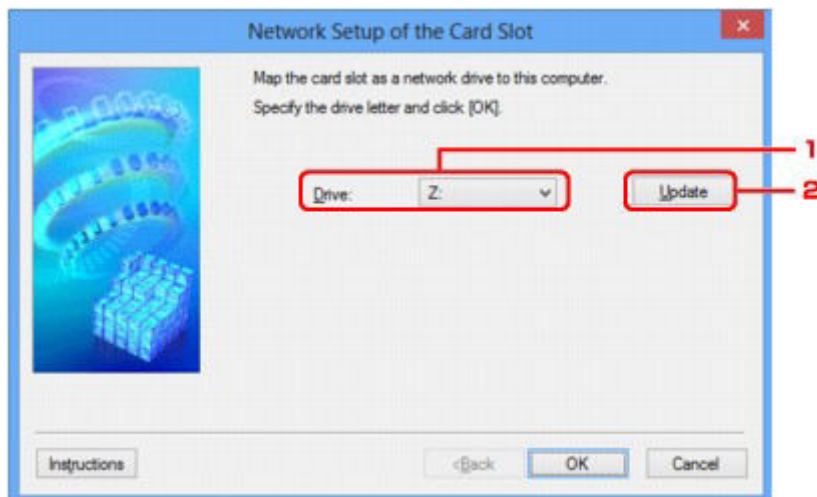 Network Setup of the Card Slot
Map the card slot as a network drive to this computer.
Specify the drive letter and click [OK].
1
Drive: Z: Update
2
Instructions <Back OK Cancel